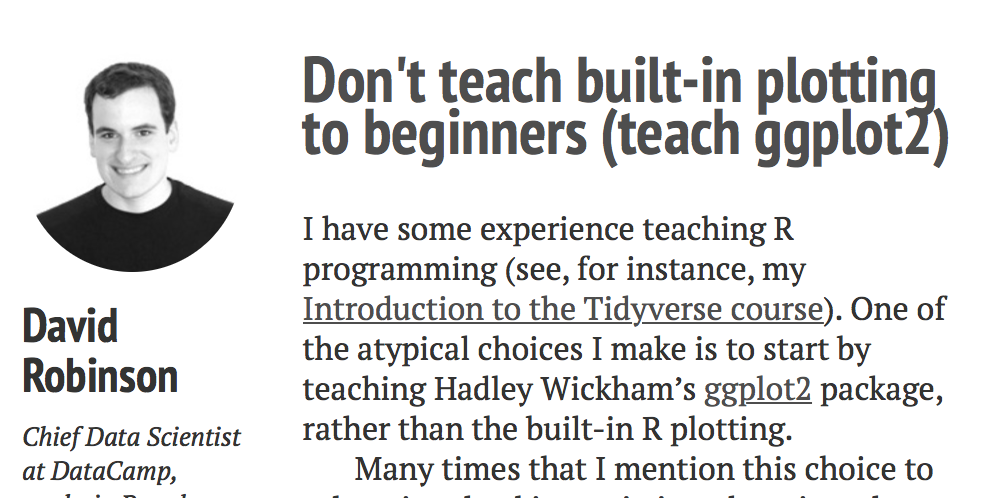 Don't teach built-in plotting
to beginners (teach ggplot2)
I have some experience teaching R
programming (see, for instance, my
Introduction to the Tidyverse course). One of
the atypical choices I make is to start by
teaching Hadley Wickham’s ggplot2 package,
rather than the built-in R plotting.
Many times that I mention this choice to
David
Robinson
Chief Data Scientist
at DataCamp,